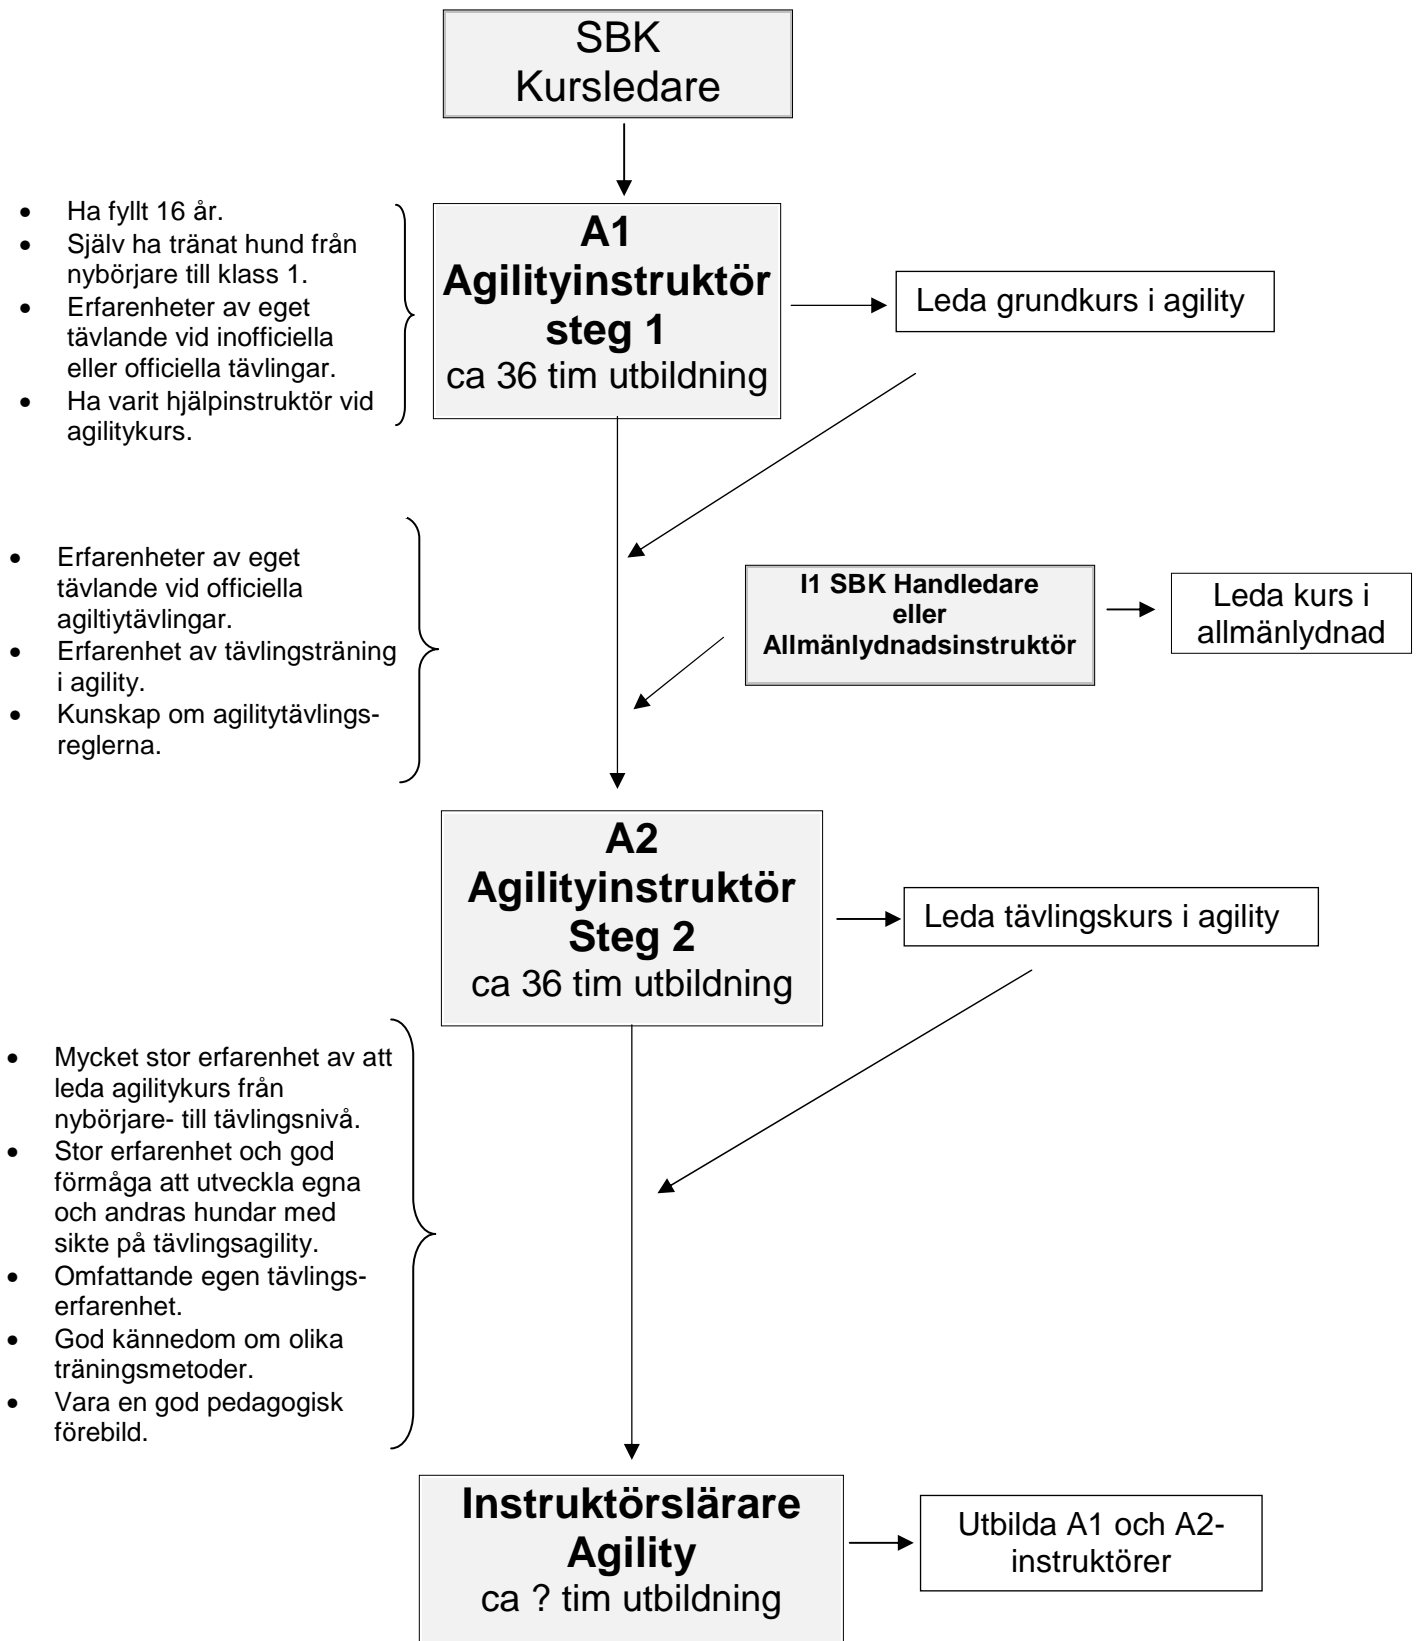 SBK
Kursledare
• Ha fyllt 16 år.
• Själv ha tränat hund från
nybörjare till klass 1.
• Erfarenheter av eget
tävlande vid inofficiella
eller officiella tävlingar.
• Ha varit hjälpinstruktör vid
agilitykurs.
A1
Agilityinstruktör
steg 1
ca 36 tim utbildning
Leda grundkurs i agility
• Erfarenheter av eget
tävlande vid officiella
agiltiytävlingar.
• Erfarenhet av tävlingsträning
i agility.
• Kunskap om agilitytävlings-
reglerna.
I1 SBK Handledare
eller
Allmänlydnadsinstruktör
Leda kurs i
allmänlydnad
A2
Agilityinstruktör
Steg 2
ca 36 tim utbildning
Leda tävlingskurs i agility
• Mycket stor erfarenhet av att
leda agilitykurs från
nybörjare- till tävlingsnivå.
• Stor erfarenhet och god
förmåga att utveckla egna
och andras hundar med
sikte på tävlingsagility.
• Omfattande egen tävlings-
erfarenhet.
• God kännedom om olika
träningsmetoder.
• Vara en god pedagogisk
förebild.
Instruktörslärare
Agility
ca ? tim utbildning
Utbilda A1 och A2-
instruktörer